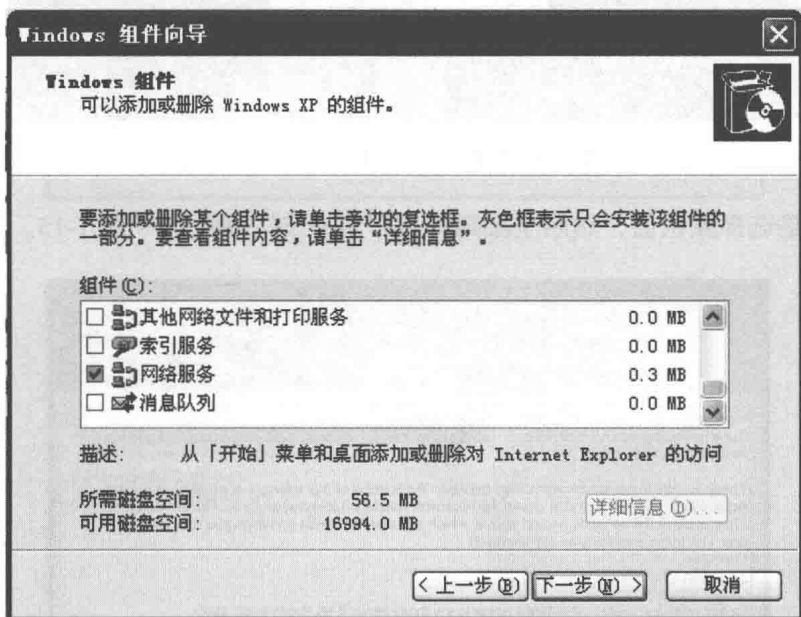 Windows 组件向导
Windows 组件
可以添加或删除 Windows XP 的组件。
要添加或删除某个组件，请单击旁边的复选框。灰色框表示只会安装该组件的
一部分。要查看组件内容，请单击“详细信息”。
组件(C):
其他网络文件和打印服务 0.0 MB
索引服务 0.0 MB
网络服务 0.3 MB
消息队列 0.0 MB
描述: 从「开始」菜单和桌面添加或删除对 Internet Explorer 的访问
所需磁盘空间: 56.5 MB
详细信息(D)...
可用磁盘空间: 16994.0 MB
< 上一步(B) 下一步(N) > 取消